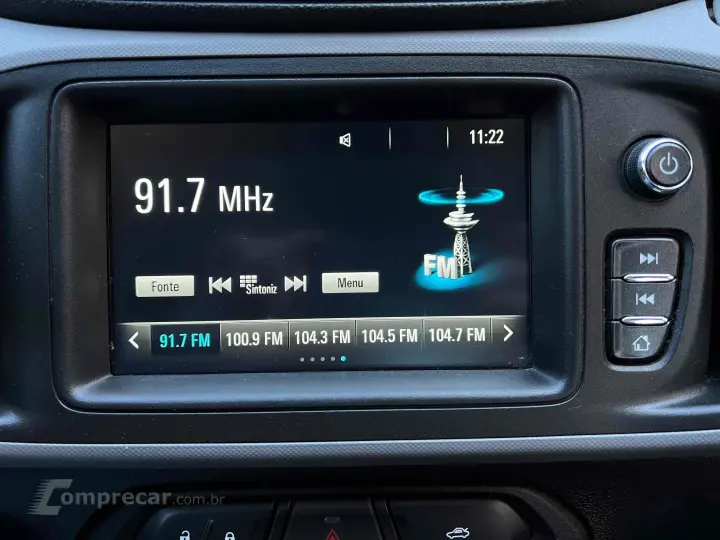 11:22
91.7 MHz
FM
Fonte Sintoniz Menu
91.7 FM 100.9 FM 104.3 FM 104.5 FM 104.7 FM
Comprecar.com.br